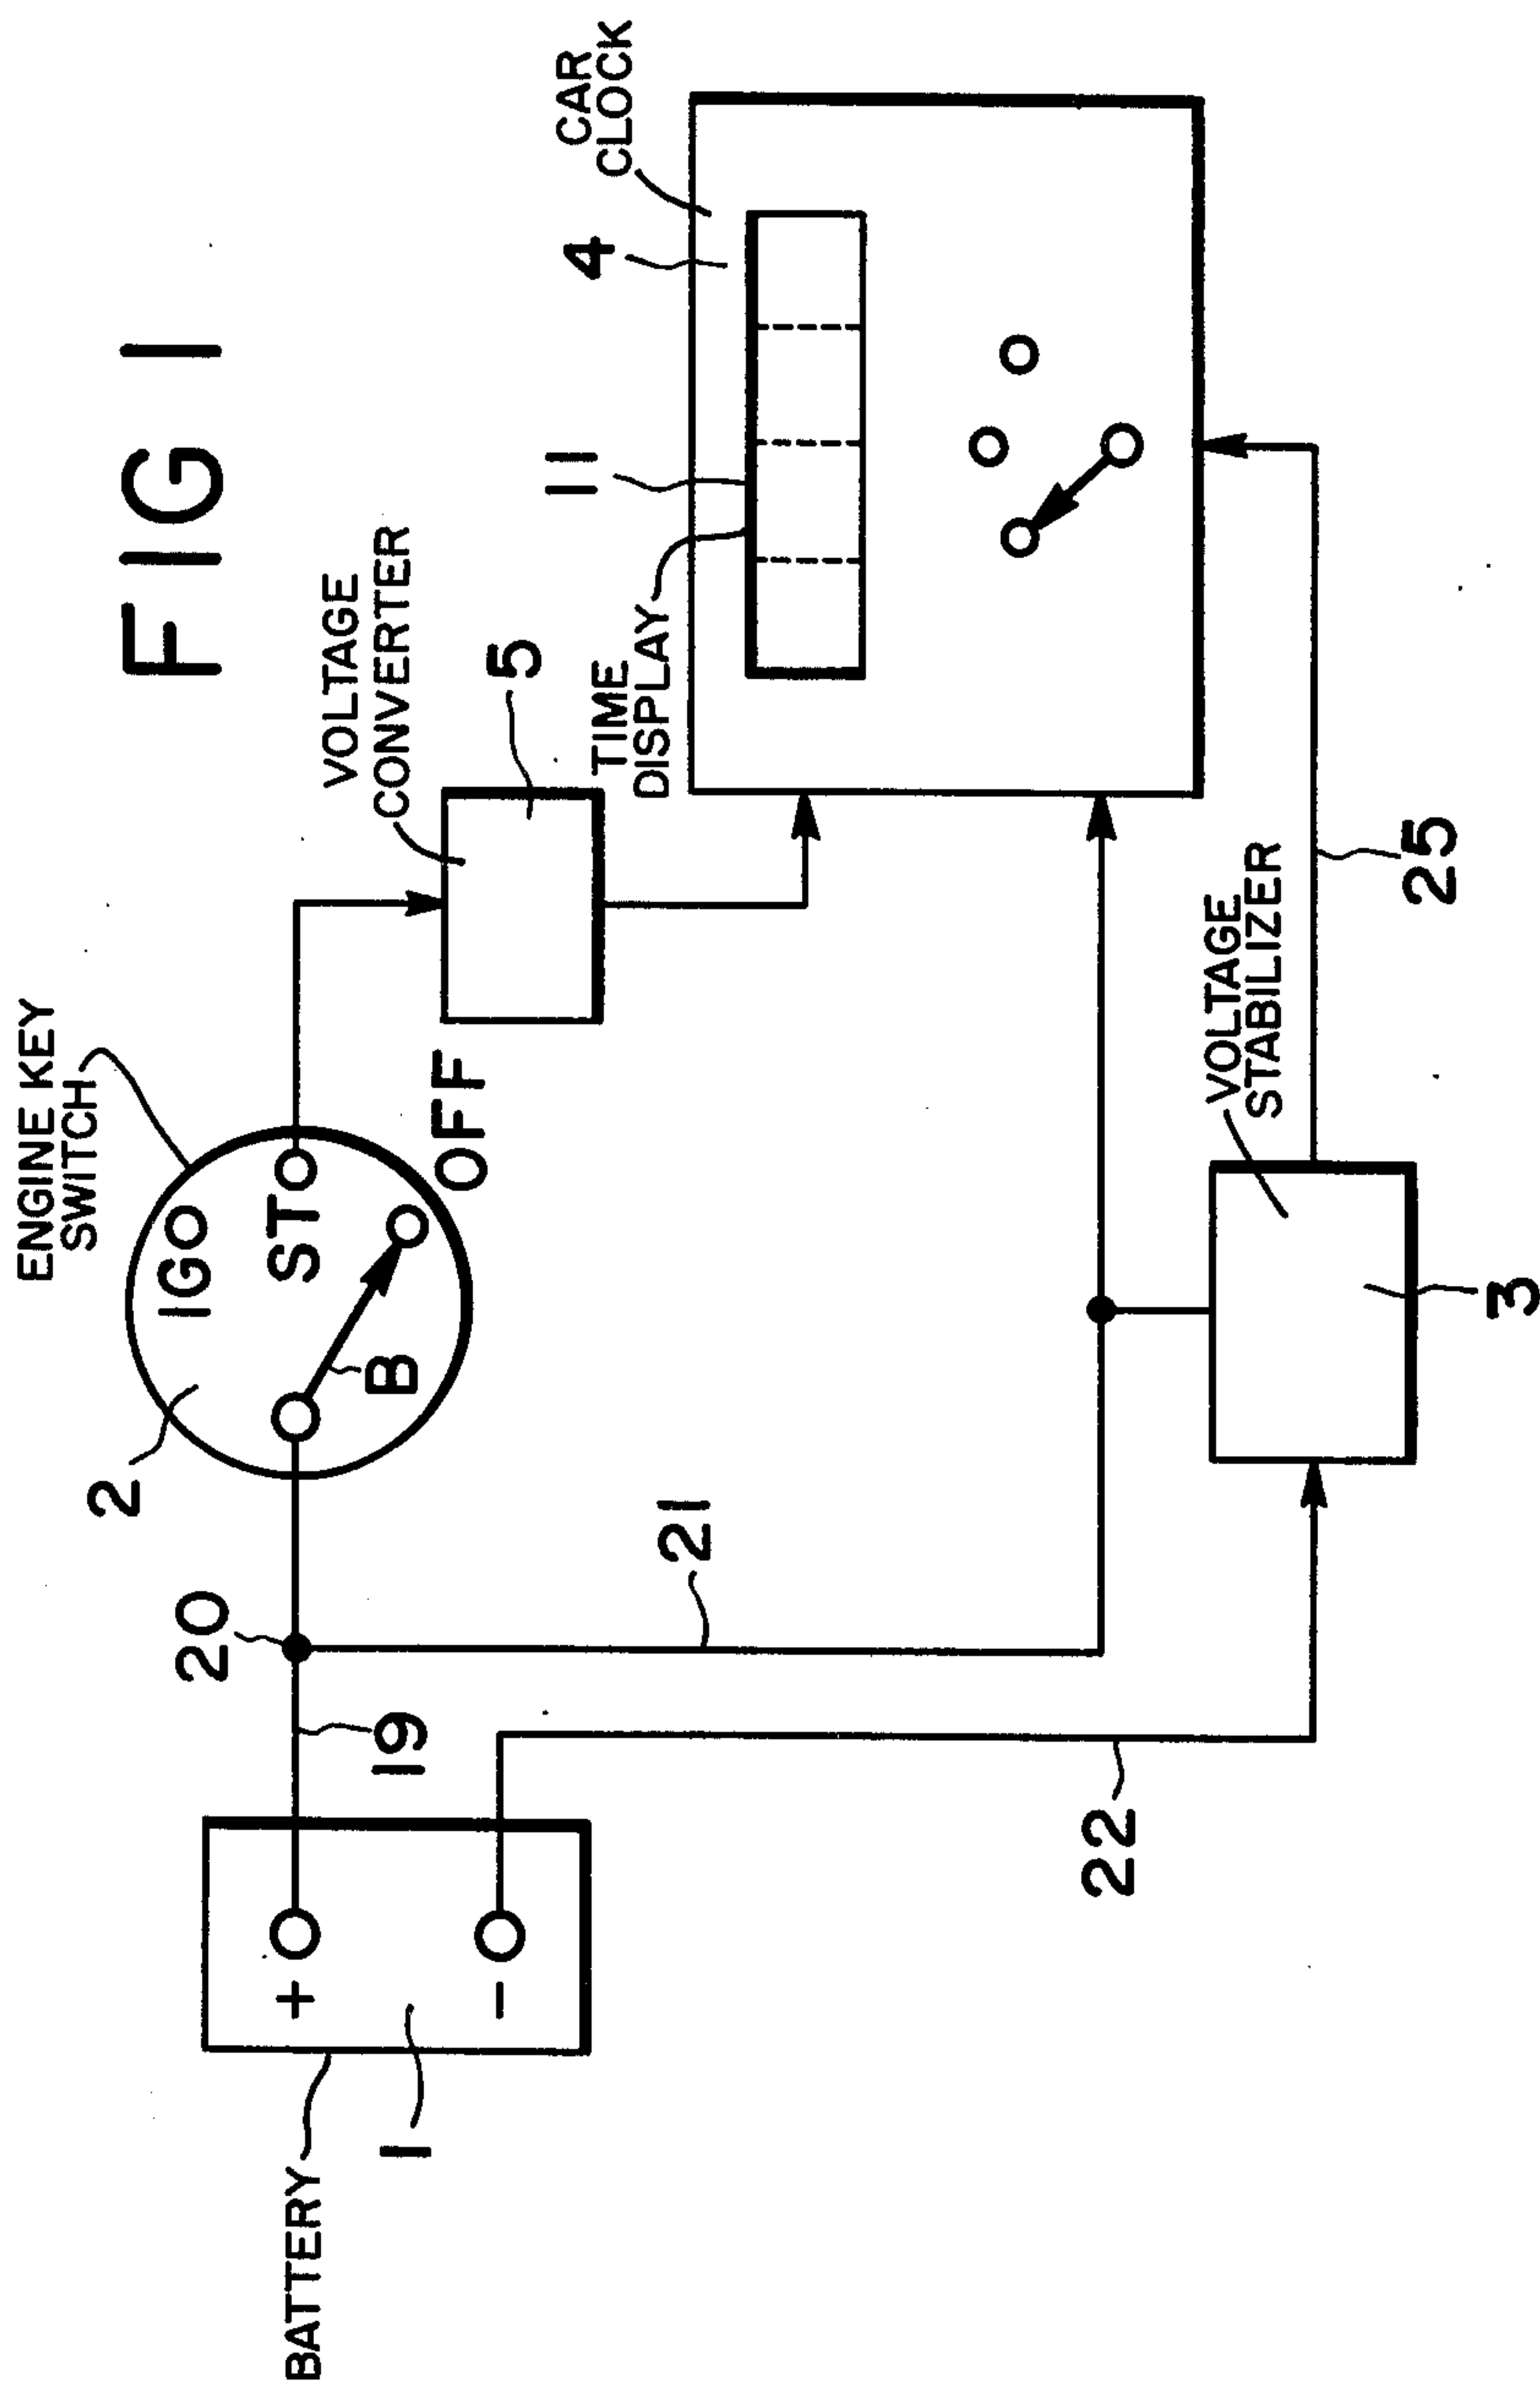 FIG 1
ENGINE KEY
SWITCH
CAR
CLOCK
VOLTAGE
CONVERTER
2
IG
ST
B
OFF
20
19
5
11
4
TIME
DISPLAY
BATTERY
+
-
1
21
22
VOLTAGE
STABILIZER
3
25